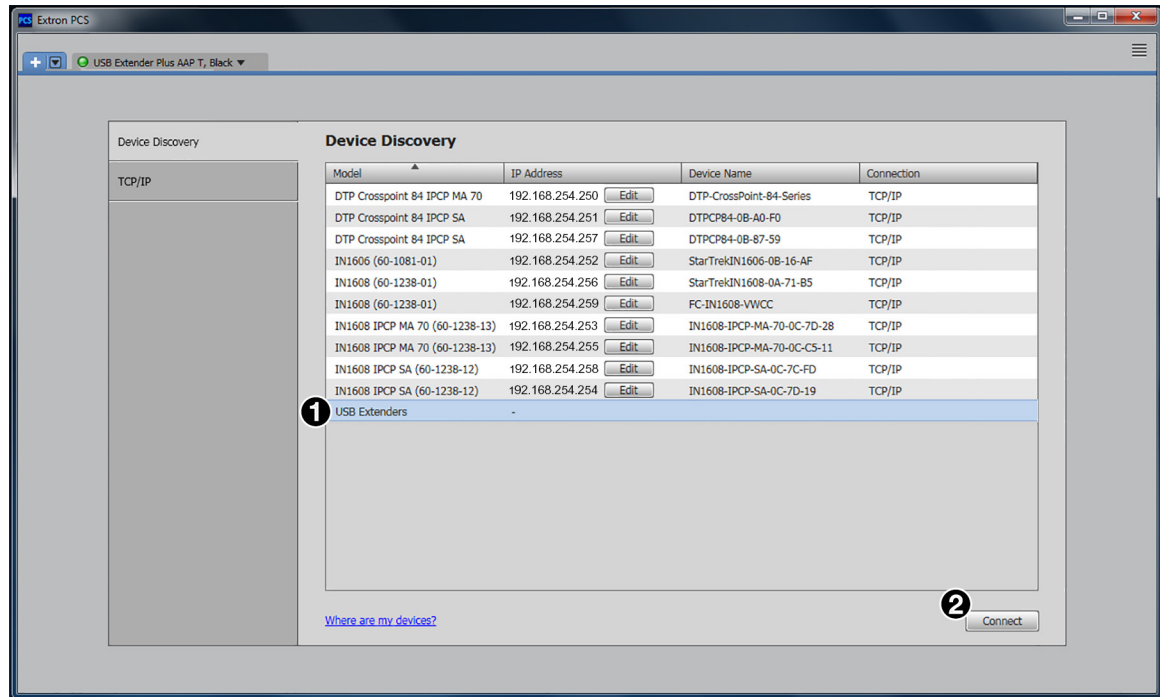 PCS Extron PCS
+ USB Extender Plus AAP T, Black
Device Discovery
TCP/IP
Device Discovery
Model IP Address Device Name Connection
DTP Crosspoint 84 IPCP MA 70 192.168.254.250 Edit DTP-CrossPoint-84-Series TCP/IP
DTP Crosspoint 84 IPCP SA 192.168.254.251 Edit DTPCP84-0B-A0-F0 TCP/IP
DTP Crosspoint 84 IPCP SA 192.168.254.257 Edit DTPCP84-0B-87-59 TCP/IP
IN1606 (60-1081-01) 192.168.254.252 Edit StarTrekIN1606-0B-16-AF TCP/IP
IN1608 (60-1238-01) 192.168.254.256 Edit StarTrekIN1608-0A-71-B5 TCP/IP
IN1608 (60-1238-01) 192.168.254.259 Edit FC-IN1608-VWCC TCP/IP
IN1608 IPCP MA 70 (60-1238-13) 192.168.254.253 Edit IN1608-IPCP-MA-70-0C-7D-28 TCP/IP
IN1608 IPCP MA 70 (60-1238-13) 192.168.254.255 Edit IN1608-IPCP-MA-70-0C-C5-11 TCP/IP
IN1608 IPCP SA (60-1238-12) 192.168.254.258 Edit IN1608-IPCP-SA-0C-7C-FD TCP/IP
IN1608 IPCP SA (60-1238-12) 192.168.254.254 Edit IN1608-IPCP-SA-0C-7D-19 TCP/IP
1 USB Extenders -
Where are my devices?
2 Connect